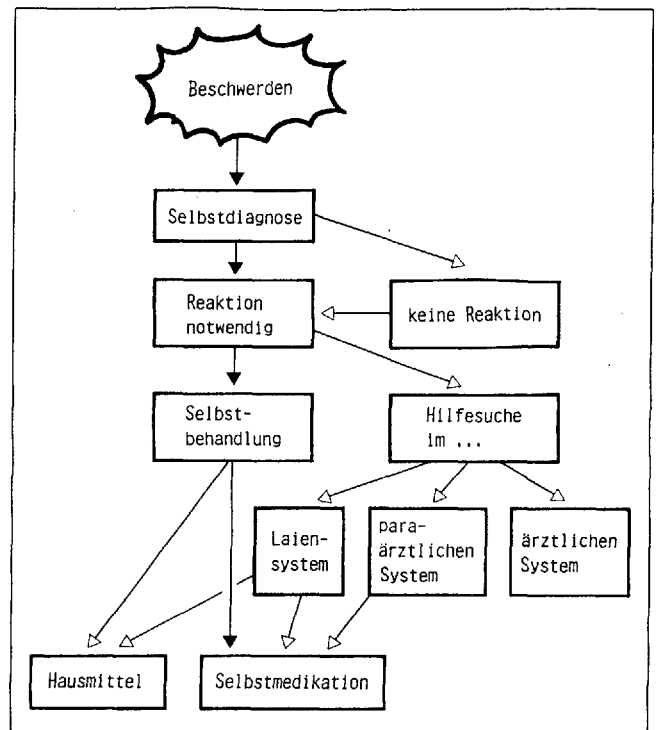 Beschwerden
Selbstdiagnose
Reaktion
notwendig
keine Reaktion
Selbst-
behandlung
Hilfesuche
im ...
Laien-
system
para-
ärztlichen
System
ärztlichen
System
Hausmittel
Selbstmedikation